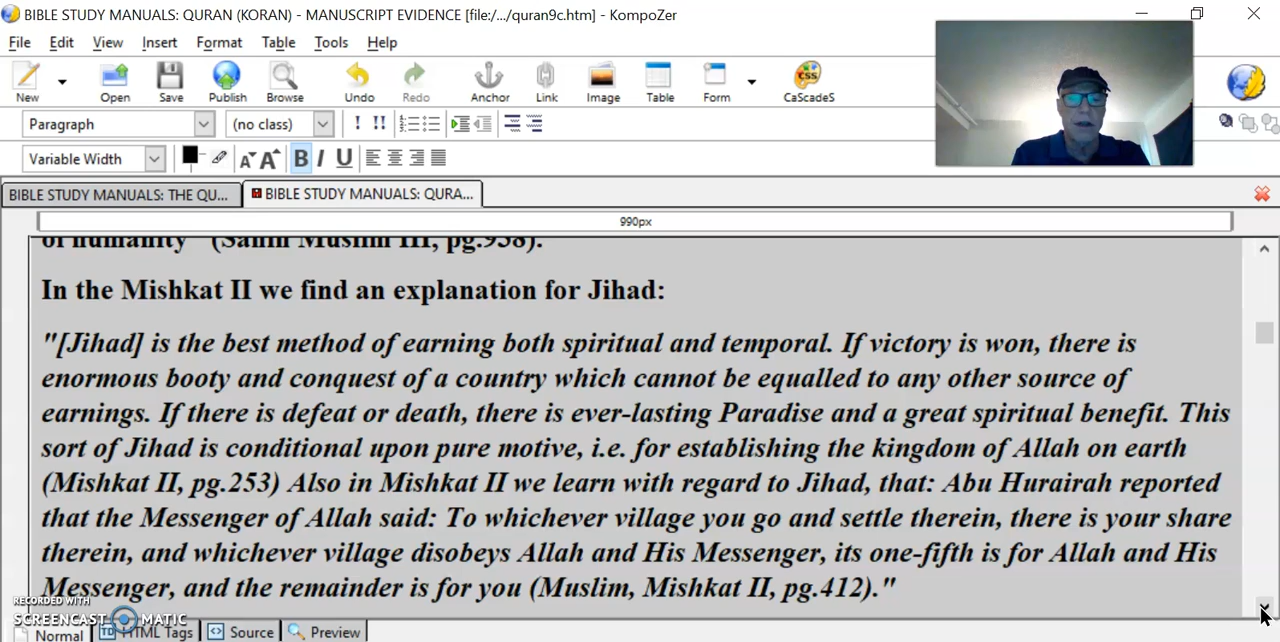 BIBLE STUDY MANUALS: QURAN (KORAN) - MANUSCRIPT EVIDENCE [file:/.../quran9c.htm] - KompoZer
File Edit View Insert Format Table Tools Help
New Open Save Publish Browse Undo Redo Anchor Link Image Table Form CaScadeS
Paragraph (no class)
Variable Width B I U
BIBLE STUDY MANUALS: THE QU... BIBLE STUDY MANUALS: QURA...
990px
of humanity" (Sahih Muslim III, pg.938).
In the Mishkat II we find an explanation for Jihad:
"[Jihad] is the best method of earning both spiritual and temporal. If victory is won, there is
enormous booty and conquest of a country which cannot be equalled to any other source of
earnings. If there is defeat or death, there is ever-lasting Paradise and a great spiritual benefit. This
sort of Jihad is conditional upon pure motive, i.e. for establishing the kingdom of Allah on earth
(Mishkat II, pg.253) Also in Mishkat II we learn with regard to Jihad, that: Abu Hurairah reported
that the Messenger of Allah said: To whichever village you go and settle therein, there is your share
therein, and whichever village disobeys Allah and His Messenger, its one-fifth is for Allah and His
Messenger, and the remainder is for you (Muslim, Mishkat II, pg.412)."
RECORDED WITH
SCREENCAST MATIC
Normal HTML Tags Source Preview